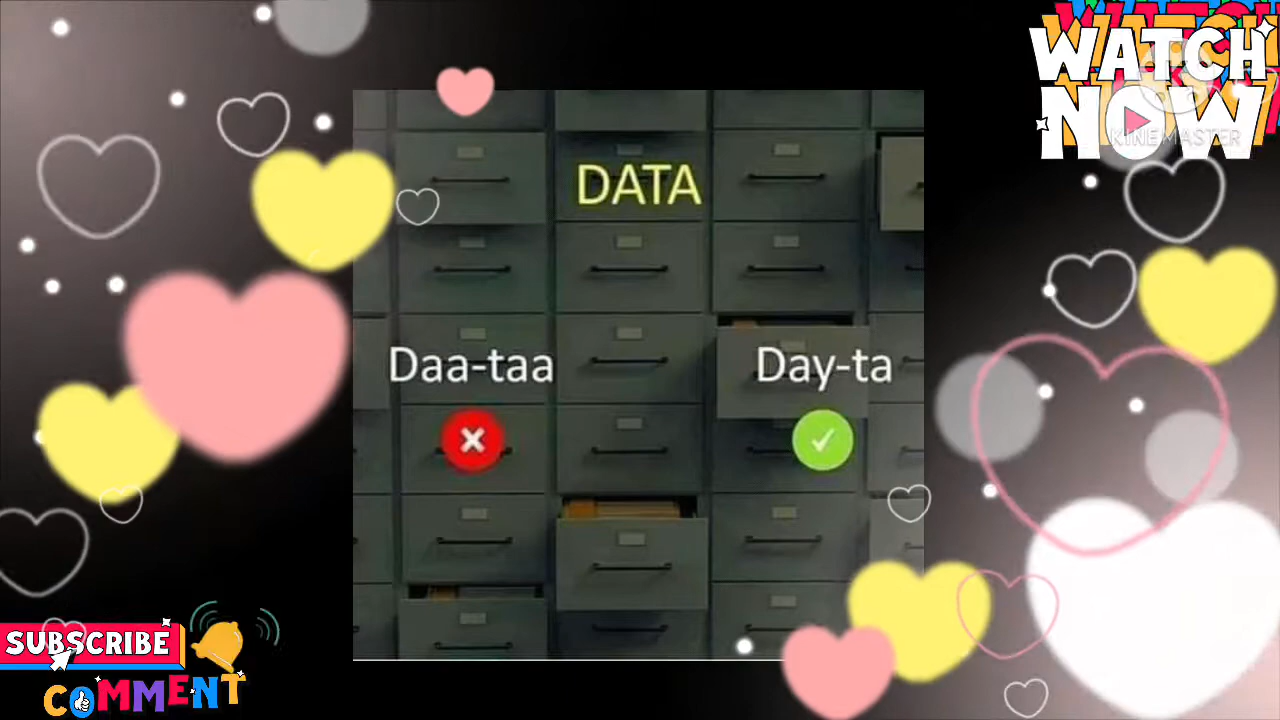 WATCH
NOW
KINEMASTER
DATA
Daa-taa
Day-ta
SUBSCRIBE
COMMENT